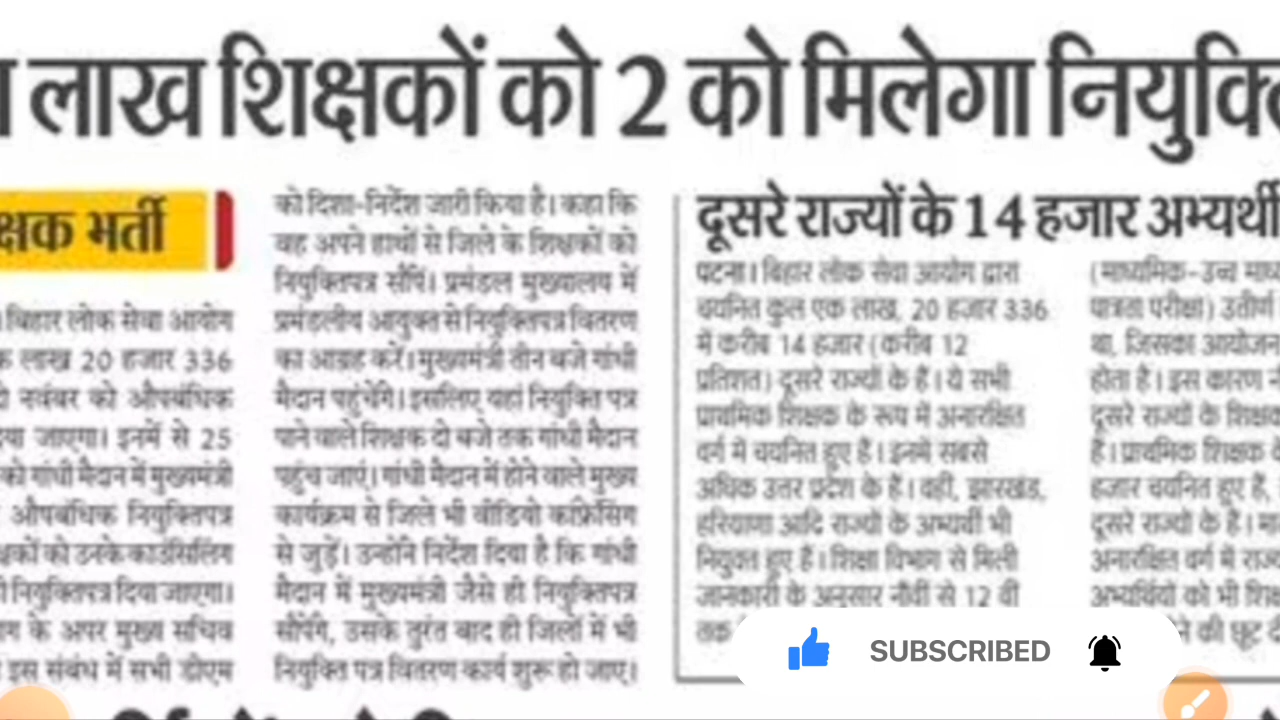 लाख शिक्षकों को 2 को मिलेगा नियुक्ति
क्षक भर्ती
बिहार लोक सेवा आयोग
लाख 20 हजार 336
नवंबर को औपबंधिक
जाएगा। इनमें से 25
को गांधी मैदान में मुख्यमंत्री
औपबंधिक नियुक्तिपत्र
क्षकों को उनके काउंसिलिंग
नियुक्तिपत्र दिया जाएगा।
के अपर मुख्य सचिव
इस संबंध में सभी डीएम
को दिशा-निर्देश जारी किया है। कहा कि
वह अपने हाथों से जिले के शिक्षकों को
नियुक्तिपत्र सौंपें। प्रमंडल मुख्यालय में
प्रमंडलीय आयुक्त से नियुक्तिपत्र वितरण
का आग्रह करें। मुख्यमंत्री तीन बजे गांधी
मैदान पहुंचेंगे। इसलिए यहां नियुक्ति पत्र
पाने वाले शिक्षक दो बजे तक गांधी मैदान
पहुंच जाएं। गांधी मैदान में होने वाले मुख्य
कार्यक्रम से जिले भी वीडियो कांफ्रेंसिंग
से जुड़ें। उन्होंने निर्देश दिया है कि गांधी
मैदान में मुख्यमंत्री जैसे ही नियुक्तिपत्र
सौंपेंगे, उसके तुरंत बाद ही जिलों में भी
नियुक्ति पत्र वितरण कार्य शुरू हो जाए।
दूसरे राज्यों के 14 हजार अभ्यर्थी
पटना। बिहार लोक सेवा आयोग द्वारा
चयनित कुल एक लाख, 20 हजार 336
में करीब 14 हजार (करीब 12
प्रतिशत) दूसरे राज्यों के हैं। ये सभी
प्राथमिक शिक्षक के रूप में अनारक्षित
वर्ग में चयनित हुए हैं। इनमें सबसे
अधिक उत्तर प्रदेश के हैं। वहीं, झारखंड,
हरियाणा आदि राज्यों के अभ्यर्थी भी
नियुक्त हुए हैं। शिक्षा विभाग से मिली
जानकारी के अनुसार नौवीं से 12 वीं
तक
(माध्यमिक-उच्च
पात्रता परीक्षा) उत्तीर्ण
था, जिसका आयोजन
होता है। इस कारण
दूसरे राज्यों के शिक्षक
हैं। प्राथमिक शिक्षक
हजार चयनित हुए हैं,
दूसरे राज्यों के हैं।
अनारक्षित वर्ग में
अभ्यर्थियों को भी
की छूट
SUBSCRIBED